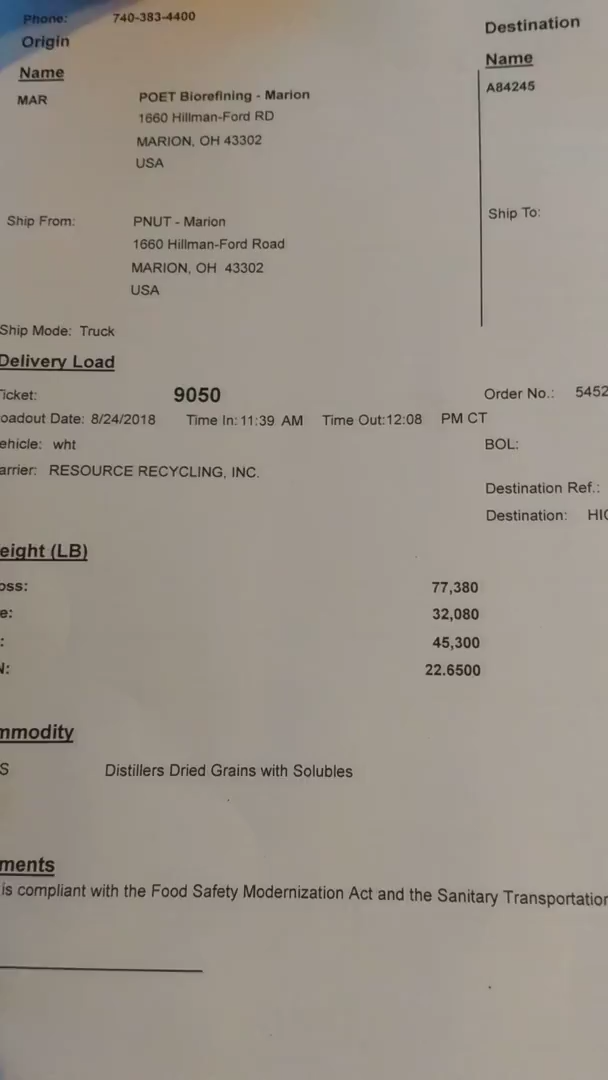 Phone: 740-383-4400
Origin
Destination
Name
Name
MAR POET Biorefining - Marion
A84245
1660 Hillman-Ford RD
MARION, OH 43302
USA
Ship From: PNUT - Marion
Ship To:
1660 Hillman-Ford Road
MARION, OH 43302
USA
Ship Mode: Truck
Delivery Load
icket: 9050 Order No.: 5452
oadout Date: 8/24/2018 Time In: 11:39 AM Time Out:12:08 PM CT
ehicle: wht BOL:
arrier: RESOURCE RECYCLING, INC.
Destination Ref.:
Destination: HIG
eight (LB)
oss: 77,380
e: 32,080
: 45,300
N: 22.6500
mmodity
S Distillers Dried Grains with Solubles
ments
is compliant with the Food Safety Modernization Act and the Sanitary Transportation